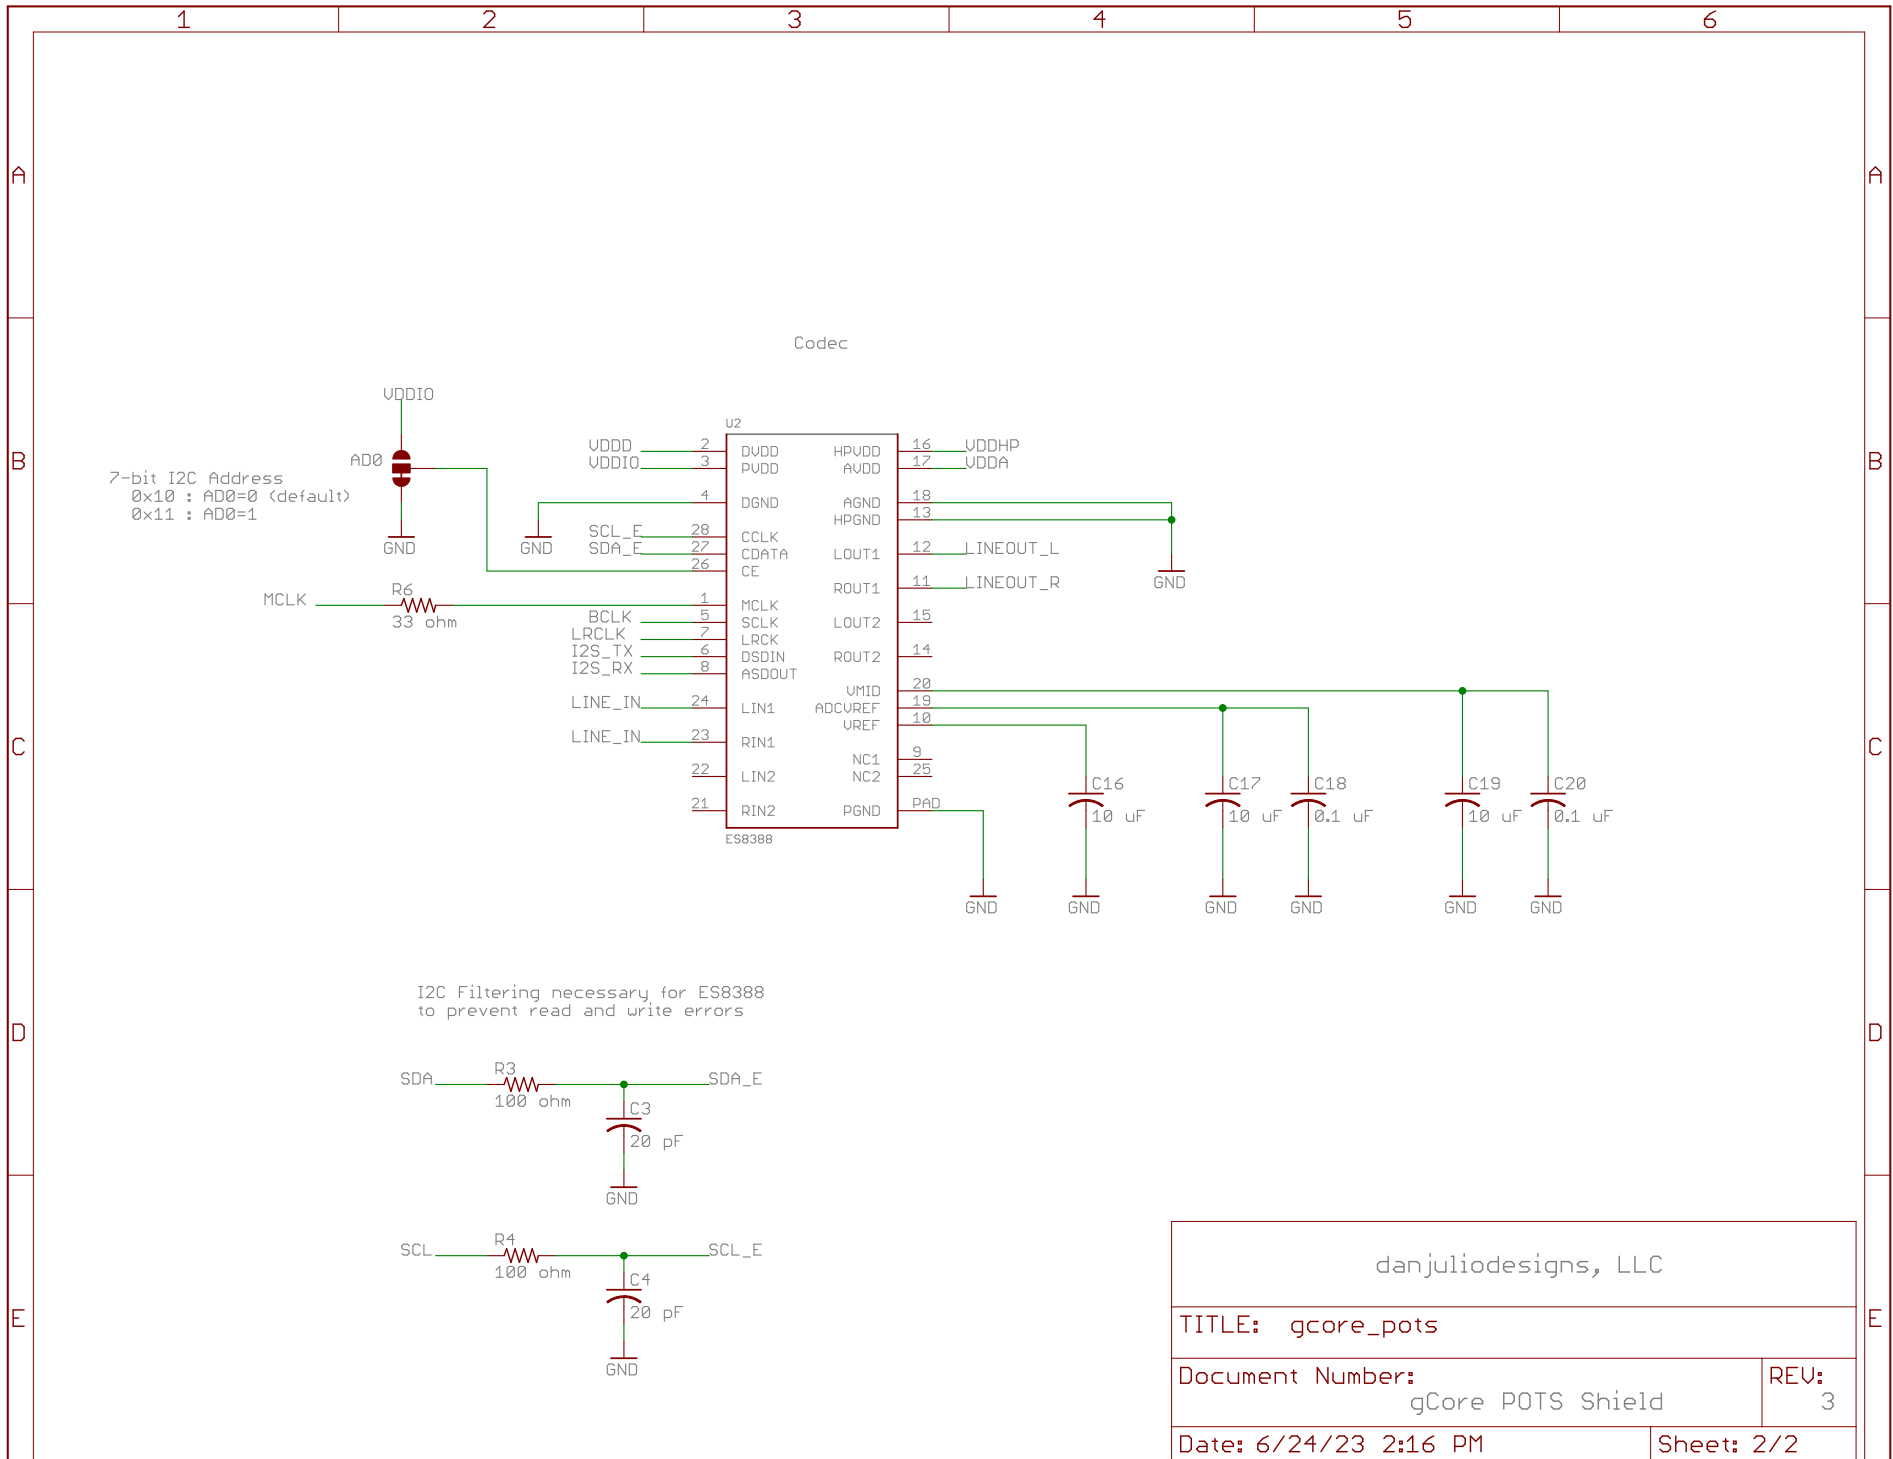 1 2 3 4 5 6
A A
Codec
VDDIO
U2
AD0
7-bit I2C Address
0x10 : AD0=0 (default)
0x11 : AD0=1
GND
B B
VDDD 2 DVDD HPVDD 16 VDDHP
VDDIO 3 PVDD AVDD 17 VDDA
4 DGND AGND 18
HPGND 13
GND
SCL_E 28 CCLK
SDA_E 27 CDATA LOUT1 12 LINEOUT_L
26 CE
ROUT1 11 LINEOUT_R
GND
MCLK R6 1 MCLK
33 ohm
BCLK 5 SCLK LOUT2 15
LRCLK 7 LRCK
I2S_TX 6 DSDIN ROUT2 14
I2S_RX 8 ASDOUT
VMID 20
LINE_IN 24 LIN1 ADCVREF 19
VREF 10
LINE_IN 23 RIN1
NC1 9
22 LIN2 NC2 25
21 RIN2 PGND PAD
ES8388
C C
C16 C17 C18 C19 C20
10 uF 10 uF 0.1 uF 10 uF 0.1 uF
GND GND GND GND GND GND
I2C Filtering necessary for ES8388
to prevent read and write errors
D D
SDA R3 SDA_E
100 ohm
C3
20 pF
GND
SCL R4 SCL_E
100 ohm
C4
20 pF
GND
E E
danjuliodesigns, LLC
TITLE: gcore_pots
Document Number: REV:
gCore POTS Shield 3
Date: 6/24/23 2:16 PM Sheet: 2/2